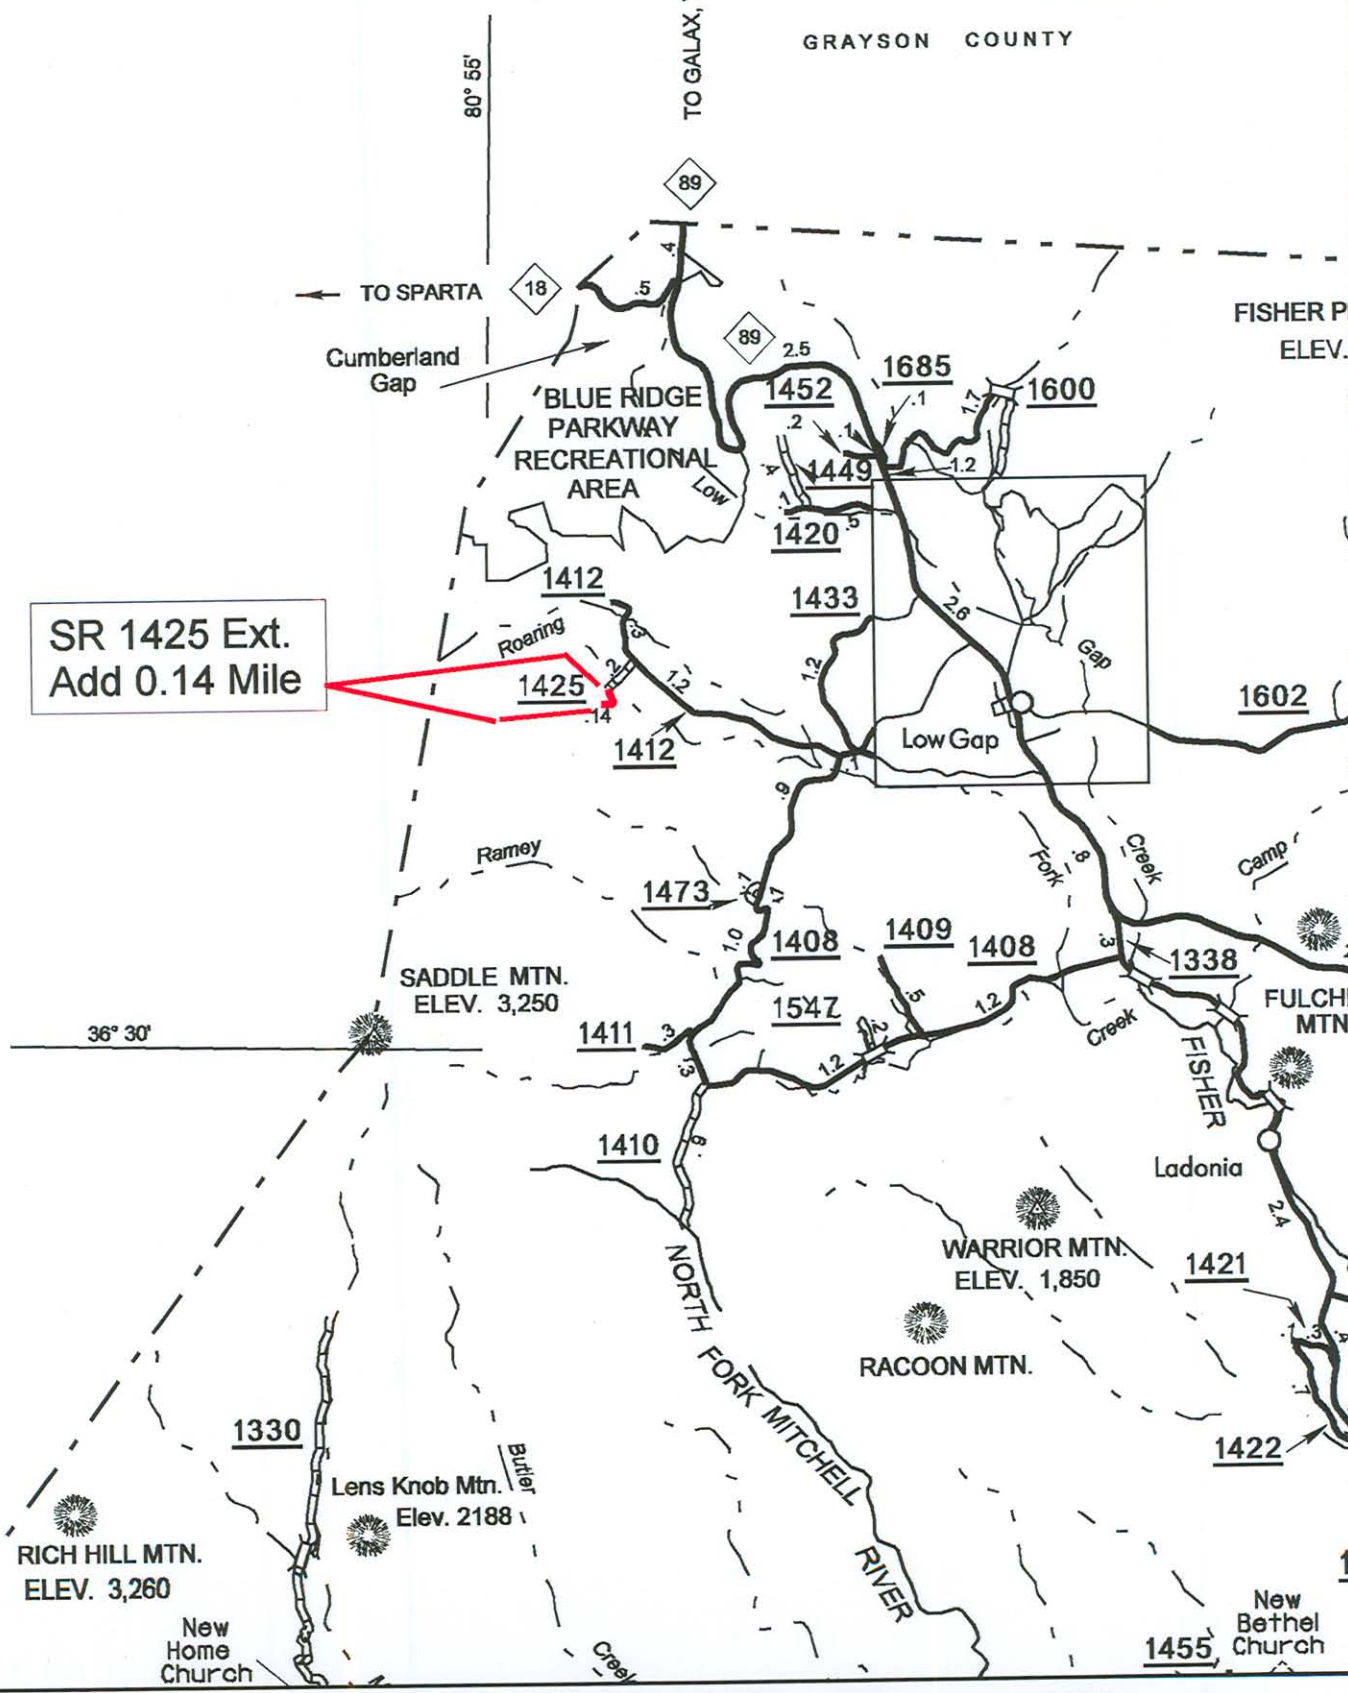 GRAYSON COUNTY
TO GALAX,
80° 55'
89
.4
TO SPARTA
18
.5
FISHER P
ELEV.
Cumberland
Gap
89
2.5
1685
.1
1452
1600
1.7
BLUE RIDGE
PARKWAY
RECREATIONAL
AREA
.2
.1
.4
1449
1.2
Low
.1
1420
.5
1412
1433
2.6
SR 1425 Ext.
Add 0.14 Mile
Roaring
.3
.2
1425
.14
1.2
1412
1.2
Gap
1602
Low Gap
.1
.9
Ramey
Fork
.8
Creek
Camp
1473
.7
.7
1.0
1408
1409
1408
.3
1338
SADDLE MTN.
ELEV. 3,250
FULCH
MTN
36° 30'
1547
.5
1.2
Creek
1411
.3
.2
.3
1.2
FISHER
1410
.9
Ladonia
WARRIOR MTN.
ELEV. 1,850
2.4
1421
.1
.3
.4
RACOON MTN.
.7
1422
NORTH FORK MITCHELL RIVER
1330
Butler
Lens Knob Mtn.
Elev. 2188
RICH HILL MTN.
ELEV. 3,260
New
Home
Church
Creek
1455
New
Bethel
Church